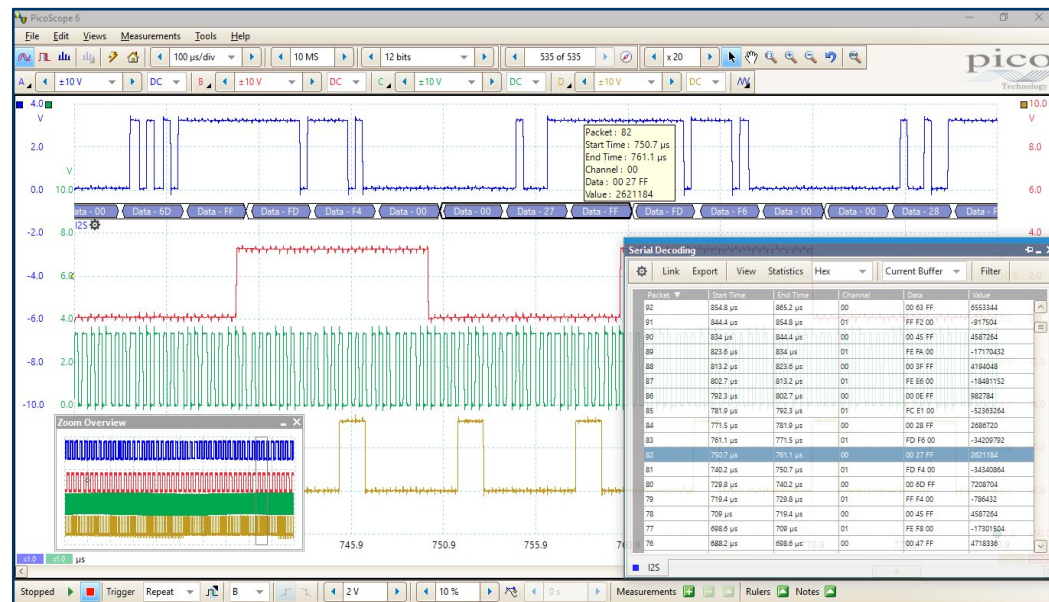 PicoScope 6
File Edit Views Measurements Tools Help
100 µs/div 10 MS 12 bits 535 of 535 x 20
pico
Technology
A ±10 V DC B ±10 V DC C ±10 V DC D ±10 V DC
4.0 10.0
V V
2.0 8.0
V
0.0 10.0 6.0
Packet : 82
Start Time : 750.7 µs
End Time : 761.1 µs
Channel : 00
Data : 00 27 FF
Value : 2621184
ata - 00 Data - 6D Data - FF Data - FD Data - F4 Data - 00 Data - 00 Data - 27 Data - FF Data - FD Data - F6 Data - 00 Data - 00 Data - 28 Data - F
I2S
-2.0 8.0 4.0
-4.0 6.0
-6.0 4.0
-8.0 2.0
-10.0 0.0
Serial Decoding
Link Export View Statistics Hex Current Buffer Filter
Packet Start Time End Time Channel Data Value
92 854.8 µs 865.2 µs 00 00 63 FF 6553344
91 844.4 µs 854.8 µs 01 FF F2 00 -917504
90 834 µs 844.4 µs 00 00 45 FF 4587264
89 823.6 µs 834 µs 01 FE FA 00 -17170432
88 813.2 µs 823.6 µs 00 00 3F FF 4194048
87 802.7 µs 813.2 µs 01 FE E6 00 -18481152
86 792.3 µs 802.7 µs 00 00 0E FF 982784
85 781.9 µs 792.3 µs 01 FC E1 00 -52363264
84 771.5 µs 781.9 µs 00 00 28 FF 2686720
83 761.1 µs 771.5 µs 01 FD F6 00 -34209792
82 750.7 µs 761.1 µs 00 00 27 FF 2621184
81 740.2 µs 750.7 µs 01 FD F4 00 -34340864
80 729.8 µs 740.2 µs 00 00 6D FF 7208704
79 719.4 µs 729.8 µs 01 FF F4 00 -786432
78 709 µs 719.4 µs 00 00 45 FF 4587264
77 698.6 µs 709 µs 01 FE F8 00 -17301504
76 688.2 µs 698.6 µs 00 00 47 FF 4718336
I2S
Zoom Overview
745.9 750.9 755.9
x1.0 x1.0 µs
Stopped Trigger Repeat B 2 V 10 % 0 s Measurements Rulers Notes